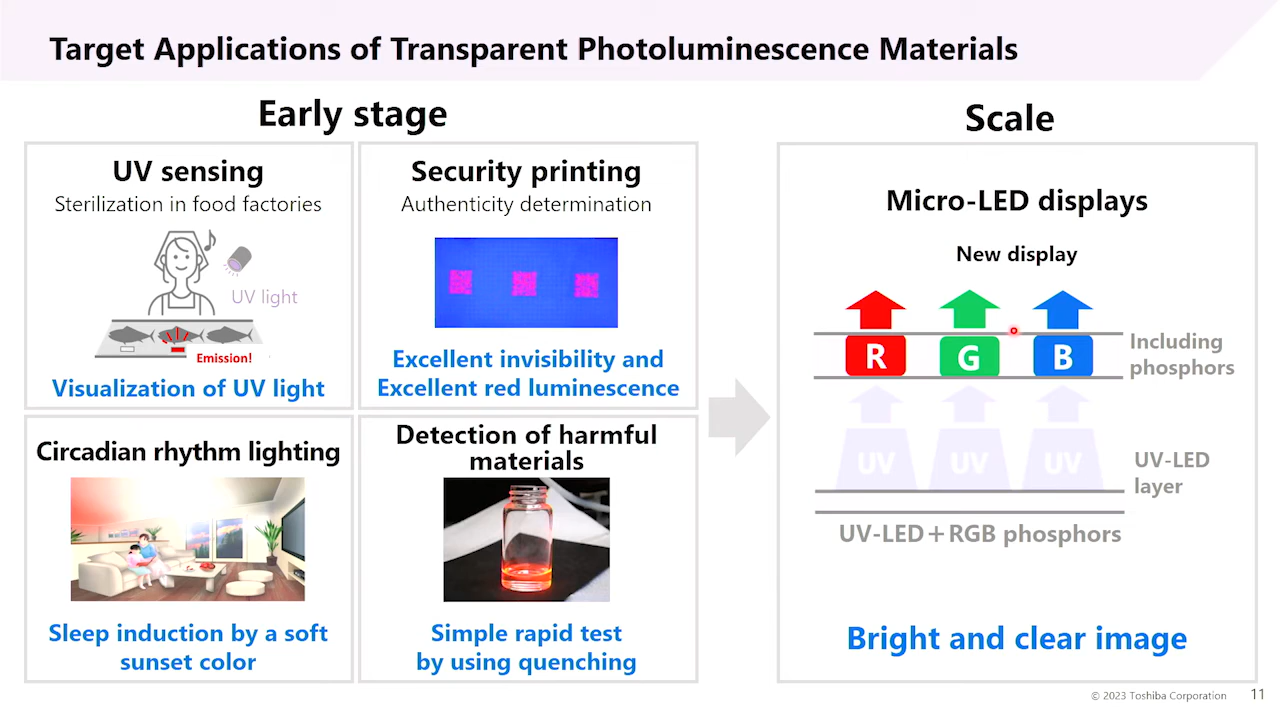 Target Applications of Transparent Photoluminescence Materials
Early stage
UV sensing
Sterilization in food factories
UV light
Emission!
Visualization of UV light
Security printing
Authenticity determination
Excellent invisibility and
Excellent red luminescence
Circadian rhythm lighting
Sleep induction by a soft
sunset color
Detection of harmful
materials
Simple rapid test
by using quenching
Scale
Micro-LED displays
New display
R G B
Including
phosphors
UV UV UV
UV-LED
layer
UV-LED+RGB phosphors
Bright and clear image
© 2023 Toshiba Corporation 11